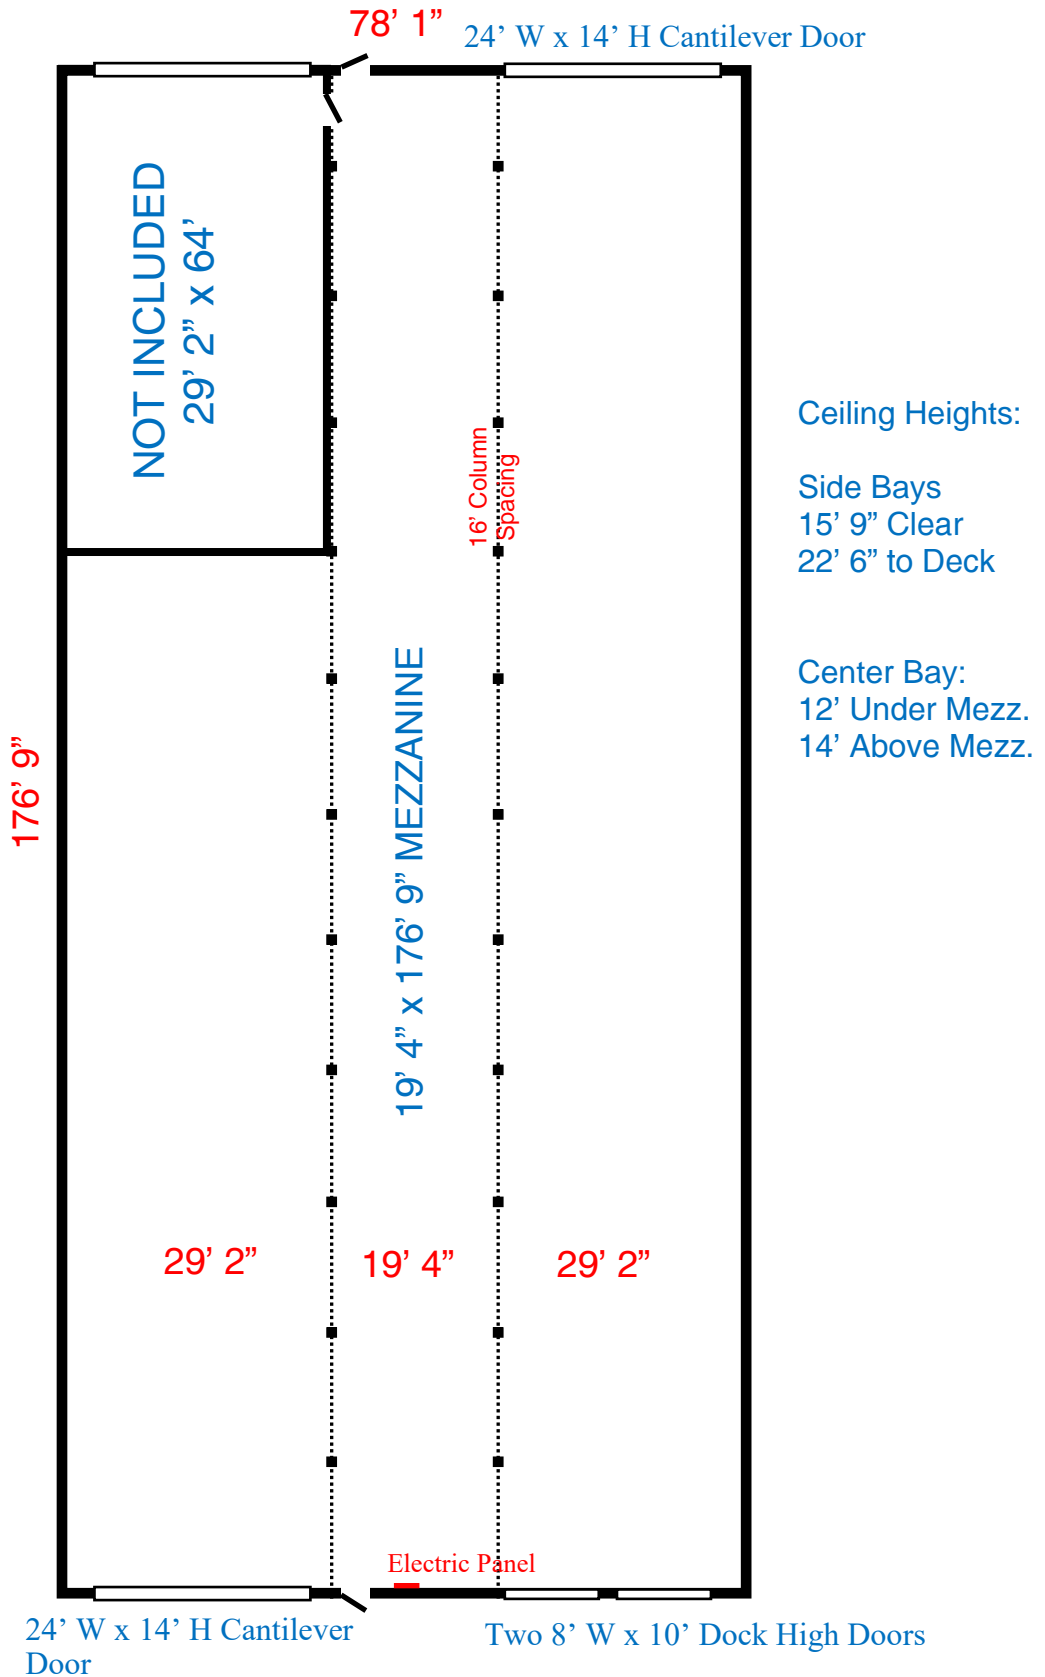 78’ 1”
24’ W x 14’ H Cantilever Door
NOT INCLUDED
29’ 2” x 64’
16’ Column
Spacing
Ceiling Heights:
Side Bays
15’ 9” Clear
22’ 6” to Deck
Center Bay:
12’ Under Mezz.
14’ Above Mezz.
176’ 9”
19’ 4” x 176’ 9” MEZZANINE
29’ 2”
19’ 4”
29’ 2”
Electric Panel
24’ W x 14’ H Cantilever
Door
Two 8’ W x 10’ Dock High Doors